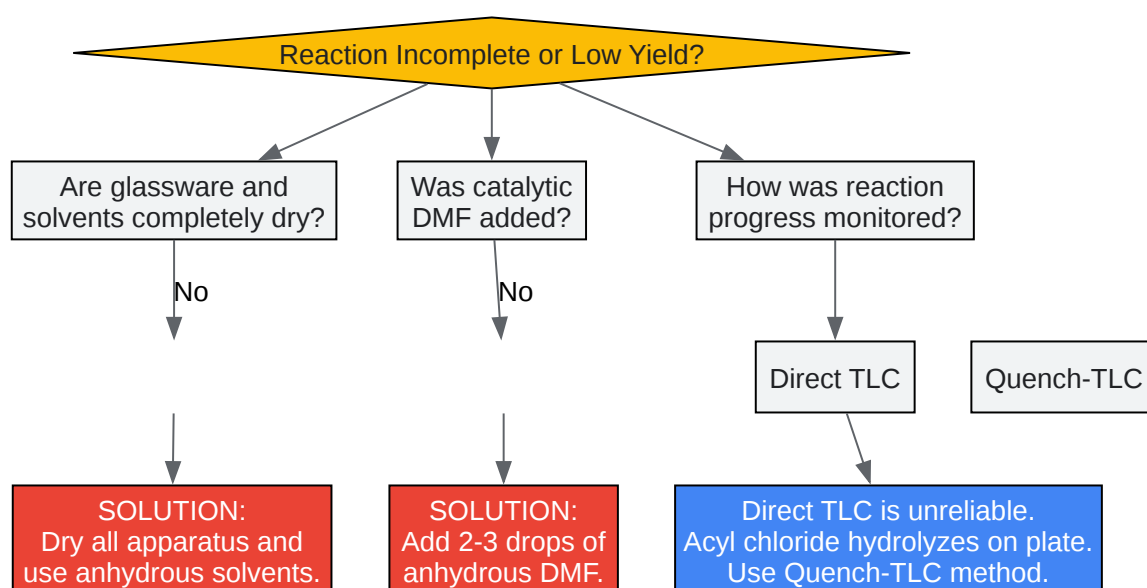 Reaction Incomplete or Low Yield?
Are glassware and
solvents completely dry?
Was catalytic
DMF added?
How was reaction
progress monitored?
No
No
Direct TLC
Quench-TLC
SOLUTION:
Dry all apparatus and
use anhydrous solvents.
SOLUTION:
Add 2-3 drops of
anhydrous DMF.
Direct TLC is unreliable.
Acyl chloride hydrolyzes on plate.
Use Quench-TLC method.